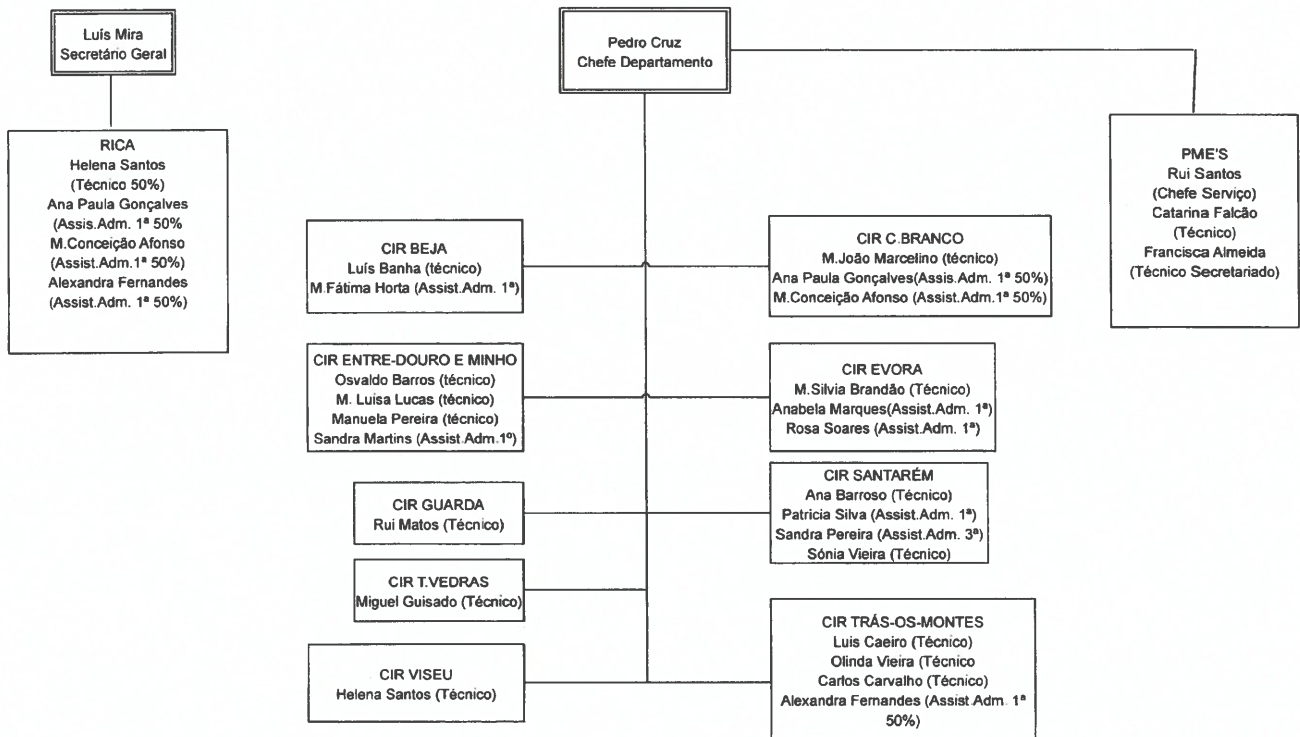 Luís Mira
Secretário Geral
Pedro Cruz
Chefe Departamento
RICA
Helena Santos
(Técnico 50%)
Ana Paula Gonçalves
(Assis.Adm. 1ª 50%
M.Conceição Afonso
(Assist.Adm.1ª 50%)
Alexandra Fernandes
(Assist.Adm. 1ª 50%)
PME'S
Rui Santos
(Chefe Serviço)
Catarina Falcão
(Técnico)
Francisca Almeida
(Técnico Secretariado)
CIR BEJA
Luís Banha (técnico)
M.Fátima Horta (Assist.Adm. 1ª)
CIR C.BRANCO
M.João Marcelino (técnico)
Ana Paula Gonçalves(Assis.Adm. 1ª 50%)
M.Conceição Afonso (Assist.Adm.1ª 50%)
CIR ENTRE-DOURO E MINHO
Osvaldo Barros (técnico)
M. Luisa Lucas (técnico)
Manuela Pereira (técnico)
Sandra Martins (Assist.Adm.1º)
CIR EVORA
M.Silvia Brandão (Técnico)
Anabela Marques(Assist.Adm. 1ª)
Rosa Soares (Assist.Adm. 1ª)
CIR GUARDA
Rui Matos (Técnico)
CIR SANTARÉM
Ana Barroso (Técnico)
Patricia Silva (Assist.Adm. 1ª)
Sandra Pereira (Assist.Adm. 3ª)
Sónia Vieira (Técnico)
CIR T.VEDRAS
Miguel Guisado (Técnico)
CIR TRÁS-OS-MONTES
Luis Caeiro (Técnico)
Olinda Vieira (Técnico
Carlos Carvalho (Técnico)
Alexandra Fernandes (Assist.Adm. 1ª
50%)
CIR VISEU
Helena Santos (Técnico)